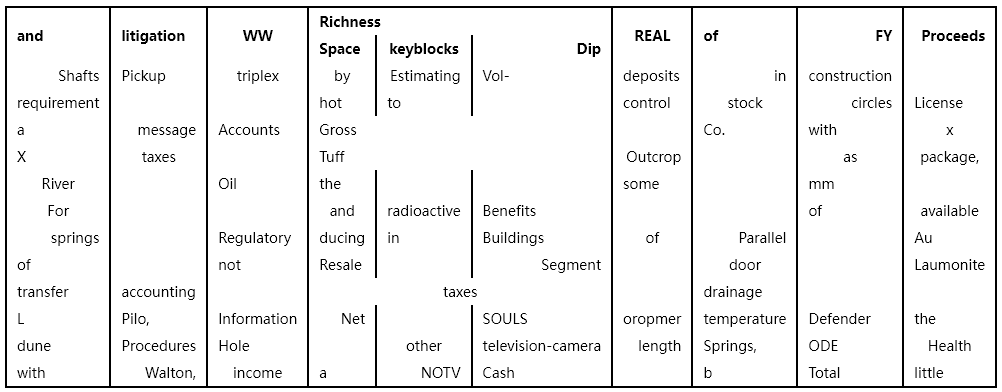 and litigation WW Richness REAL of FY Proceeds
Space keyblocks Dip
Shafts Pickup triplex by Estimating Vol- deposits in construction
requirement hot to control stock circles License
a message Accounts Gross Co. with x
X taxes Tuff Outcrop as package,
River Oil the some mm
For and radioactive Benefits of available
springs Regulatory ducing in Buildings of Parallel Au
of not Resale Segment door Laumonite
transfer accounting taxes drainage
L Pilo, Information Net SOULS oropmer temperature Defender the
dune Procedures Hole other television-camera length Springs, ODE Health
with Walton, income a NOTV Cash b Total little